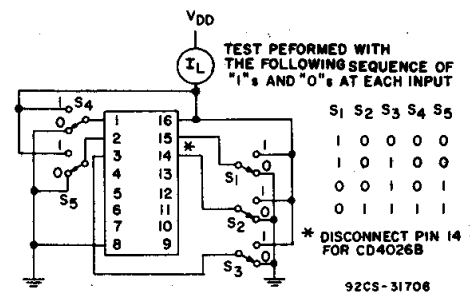 VDD
IL
TEST PEFORMED WITH
THE FOLLOWING SEQUENCE OF
"1"s AND "0"s AT EACH INPUT
S1 S2 S3 S4 S5
1 0 0 0 0
1 0 1 0 0
0 0 1 0 1
0 1 1 1 1
* DISCONNECT PIN 14
FOR CD4026B
92CS-31706
1
S4
0
1
0
S5
1 16
2 15
3 14 *
4 13
5 12
6 11
7 10
8 9
1
0
S1
1
0
S2
1
0
S3